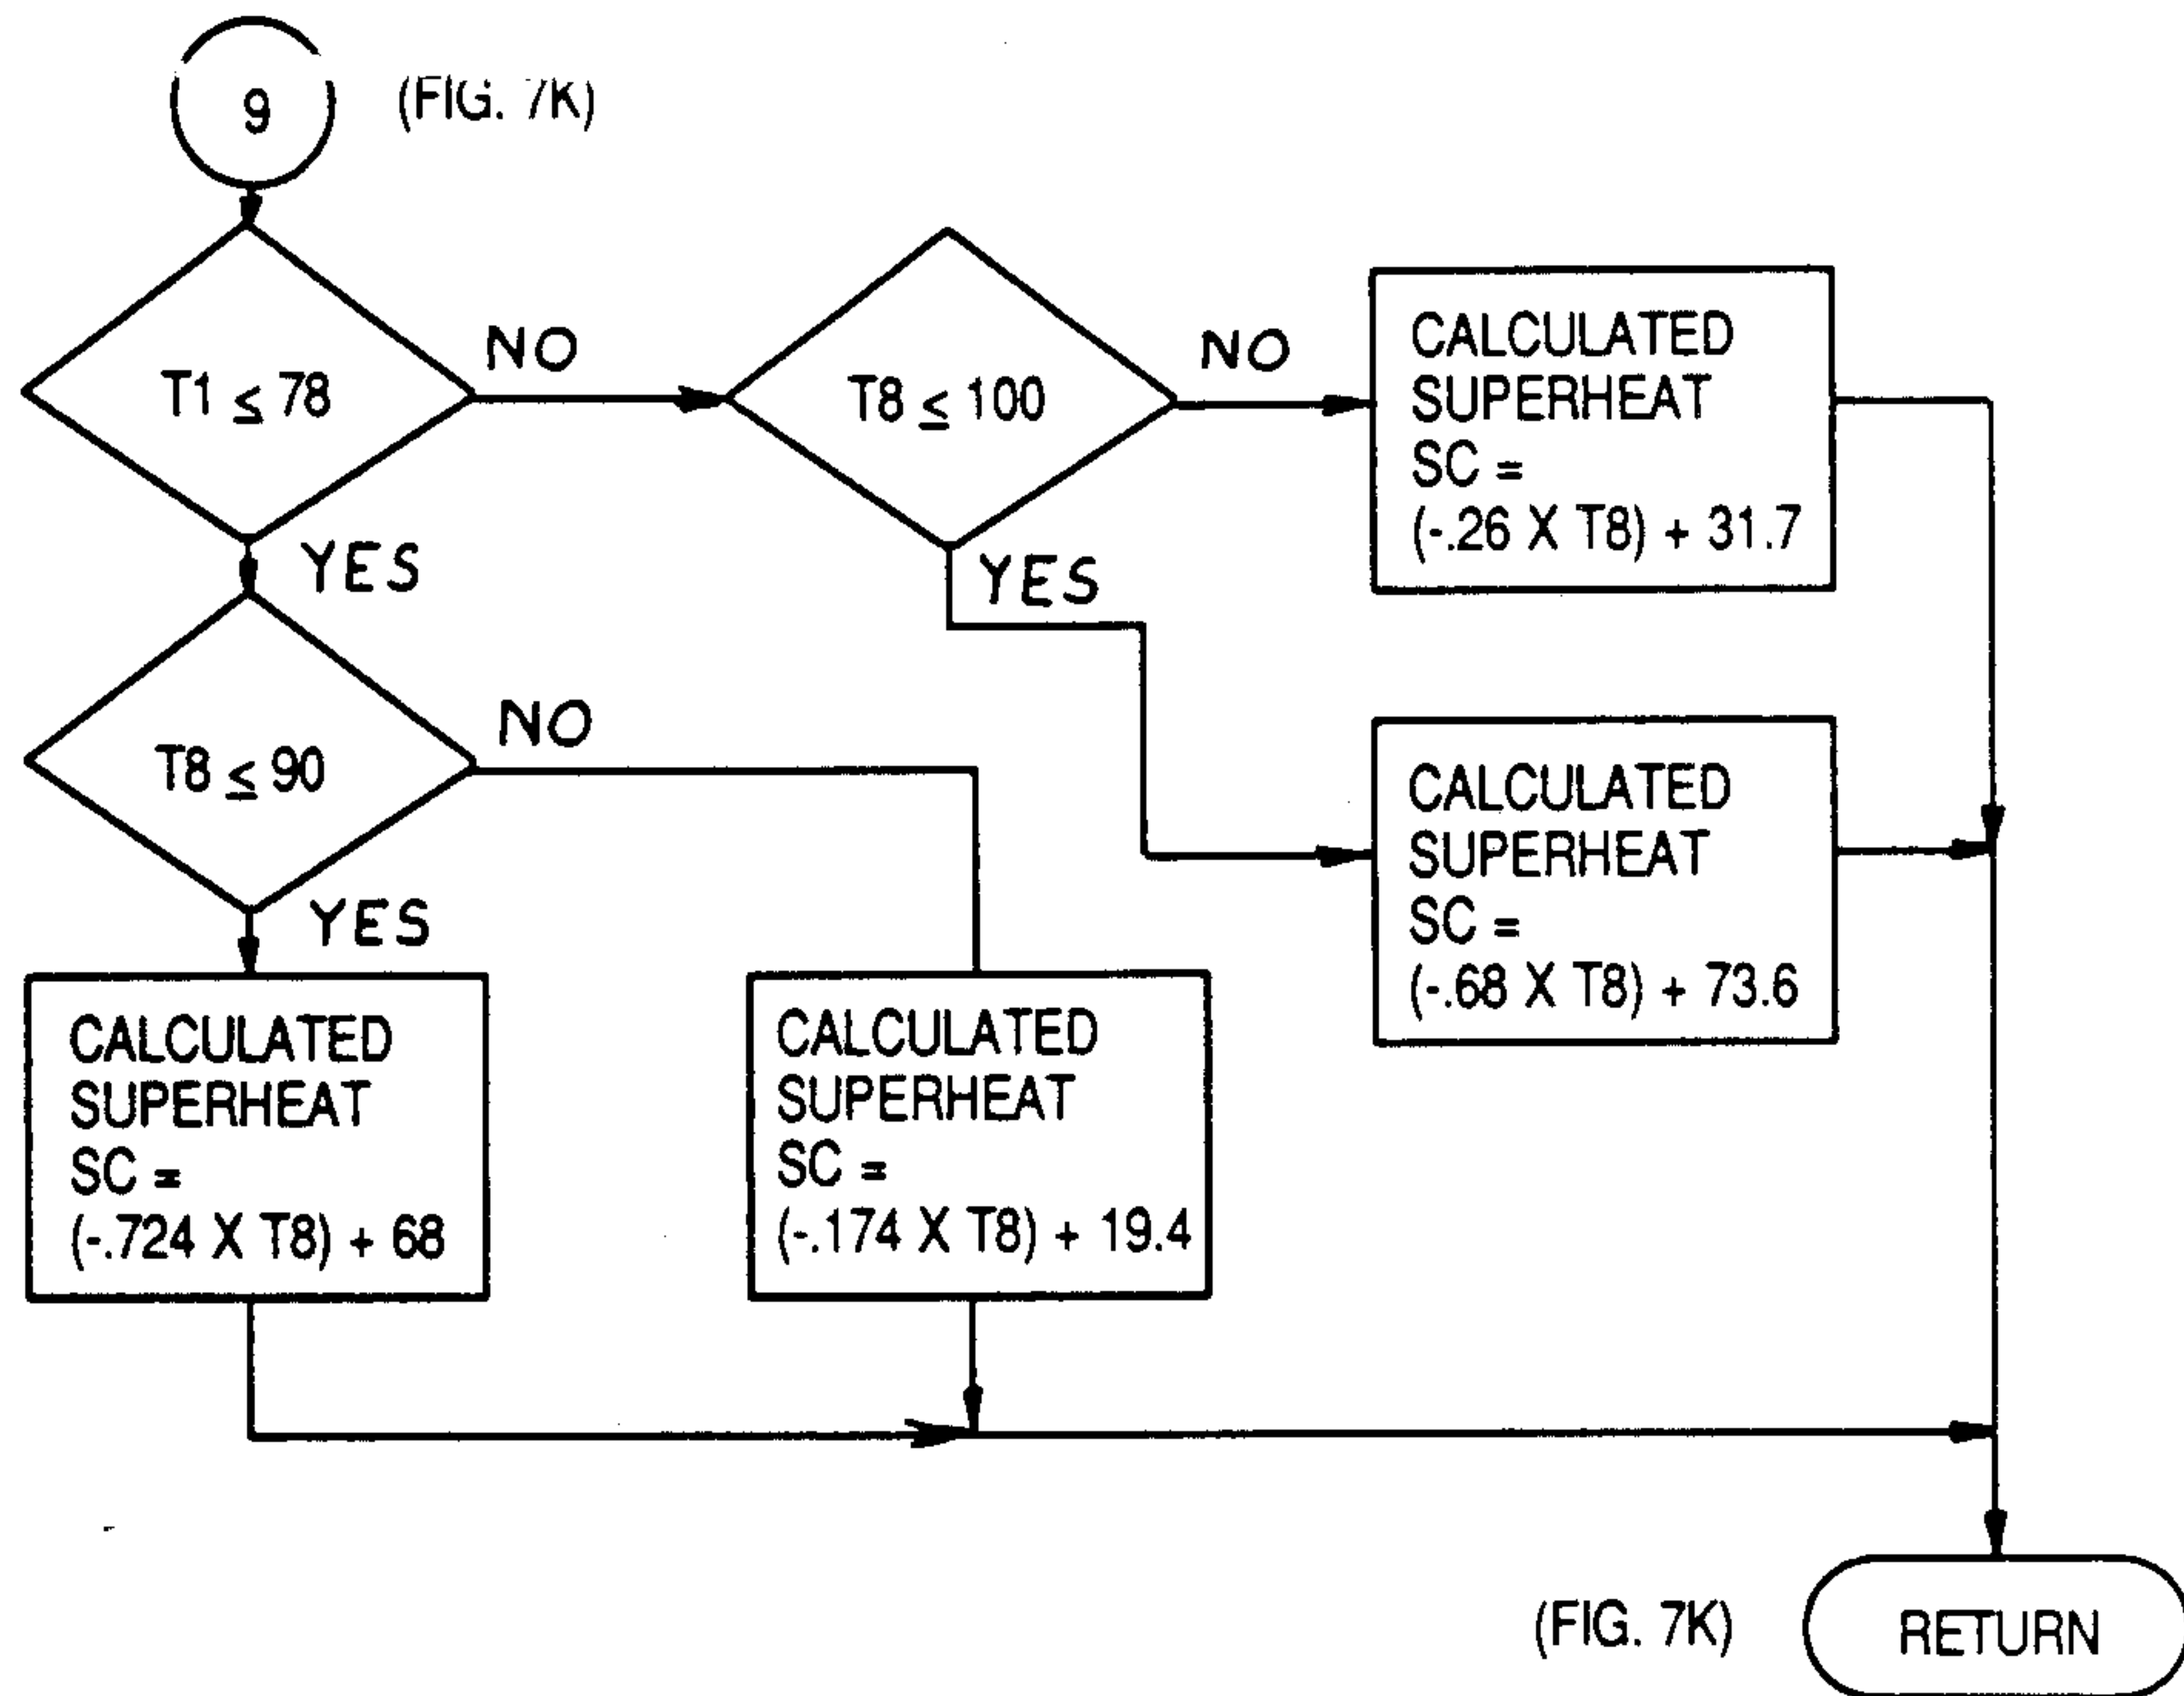 9
(FIG. 7K)
T1 ≤ 78
NO
T8 ≤ 100
NO
CALCULATED
SUPERHEAT
SC =
(-.26 X T8) + 31.7
YES
YES
T8 ≤ 90
NO
CALCULATED
SUPERHEAT
SC =
(-.68 X T8) + 73.6
YES
CALCULATED
SUPERHEAT
SC =
(-.724 X T8) + 68
CALCULATED
SUPERHEAT
SC =
(-.174 X T8) + 19.4
(FIG. 7K)
RETURN